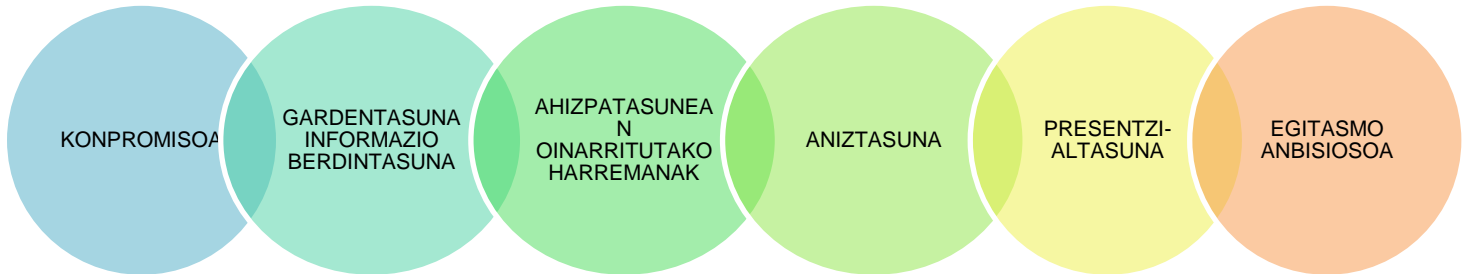 KONPROMISOA
GARDENTASUNA
INFORMAZIO
BERDINTASUNA
AHIZPATASUNEA
N
OINARRITUTAKO
HARREMANAK
ANIZTASUNA
PRESENTZI-
ALTASUNA
EGITASMO
ANBISIOSOA